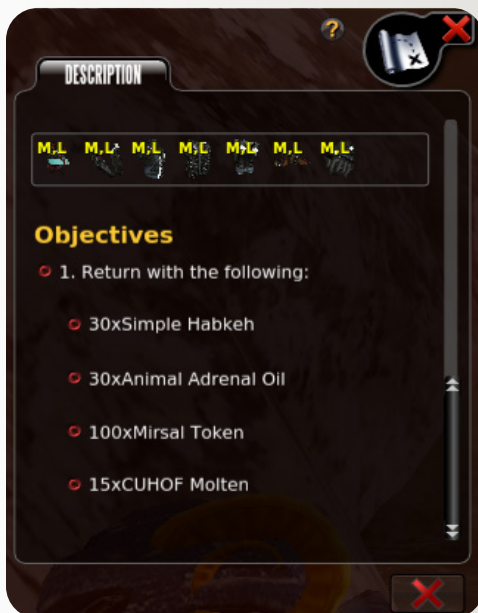 ?
DESCRIPTION
M,L M,L M,L M,L M,L M,L M,L
Objectives
1. Return with the following:
30xSimple Habkeh
30xAnimal Adrenal Oil
100xMirsal Token
15xCUHOF Molten